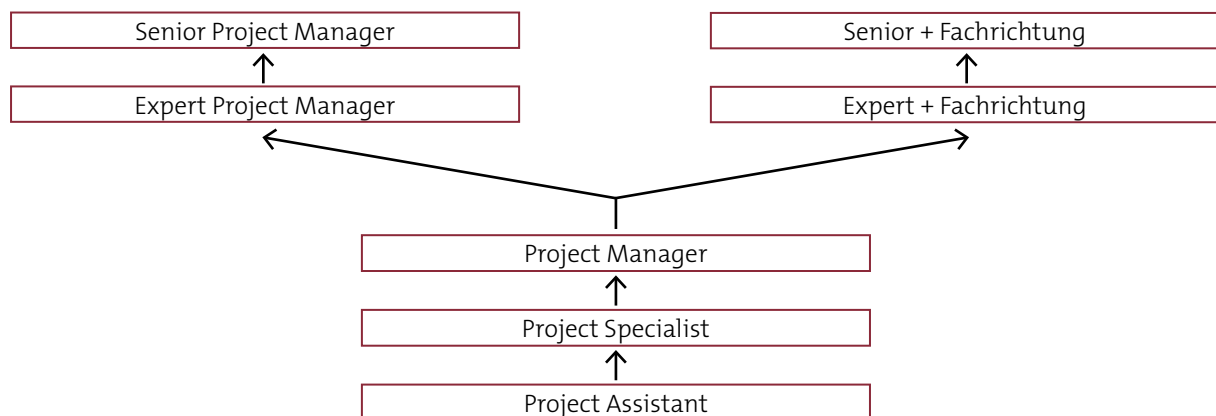 Senior Project Manager
Senior + Fachrichtung
Expert Project Manager
Expert + Fachrichtung
Project Manager
Project Specialist
Project Assistant